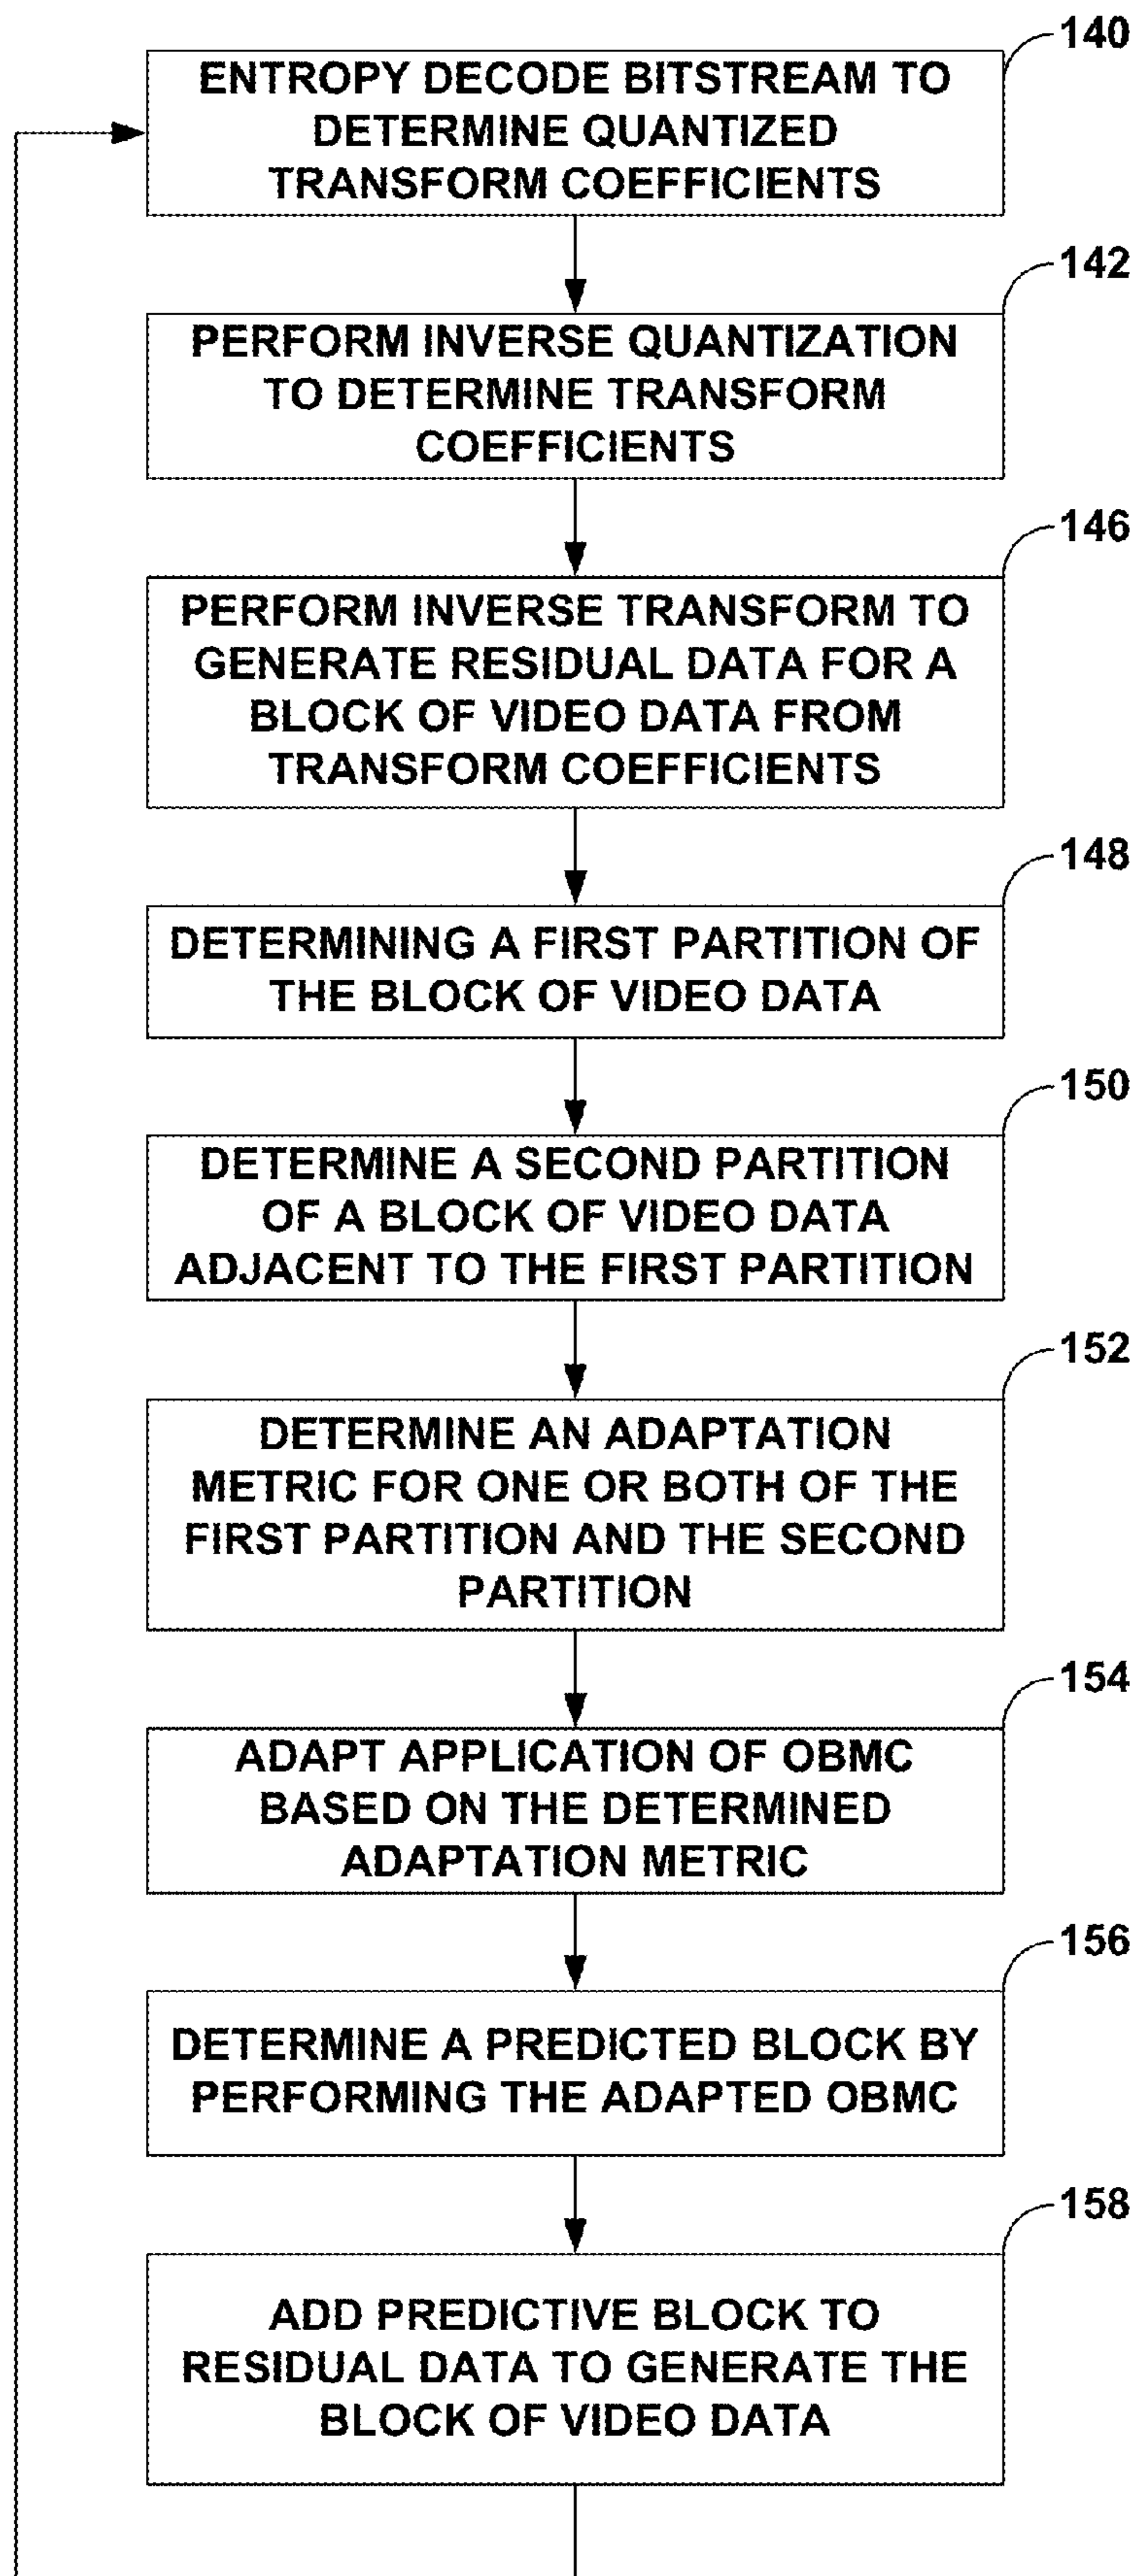 140
ENTROPY DECODE BITSTREAM TO
DETERMINE QUANTIZED
TRANSFORM COEFFICIENTS
142
PERFORM INVERSE QUANTIZATION
TO DETERMINE TRANSFORM
COEFFICIENTS
146
PERFORM INVERSE TRANSFORM TO
GENERATE RESIDUAL DATA FOR A
BLOCK OF VIDEO DATA FROM
TRANSFORM COEFFICIENTS
148
DETERMINING A FIRST PARTITION OF
THE BLOCK OF VIDEO DATA
150
DETERMINE A SECOND PARTITION
OF A BLOCK OF VIDEO DATA
ADJACENT TO THE FIRST PARTITION
152
DETERMINE AN ADAPTATION
METRIC FOR ONE OR BOTH OF THE
FIRST PARTITION AND THE SECOND
PARTITION
154
ADAPT APPLICATION OF OBMC
BASED ON THE DETERMINED
ADAPTATION METRIC
156
DETERMINE A PREDICTED BLOCK BY
PERFORMING THE ADAPTED OBMC
158
ADD PREDICTIVE BLOCK TO
RESIDUAL DATA TO GENERATE THE
BLOCK OF VIDEO DATA